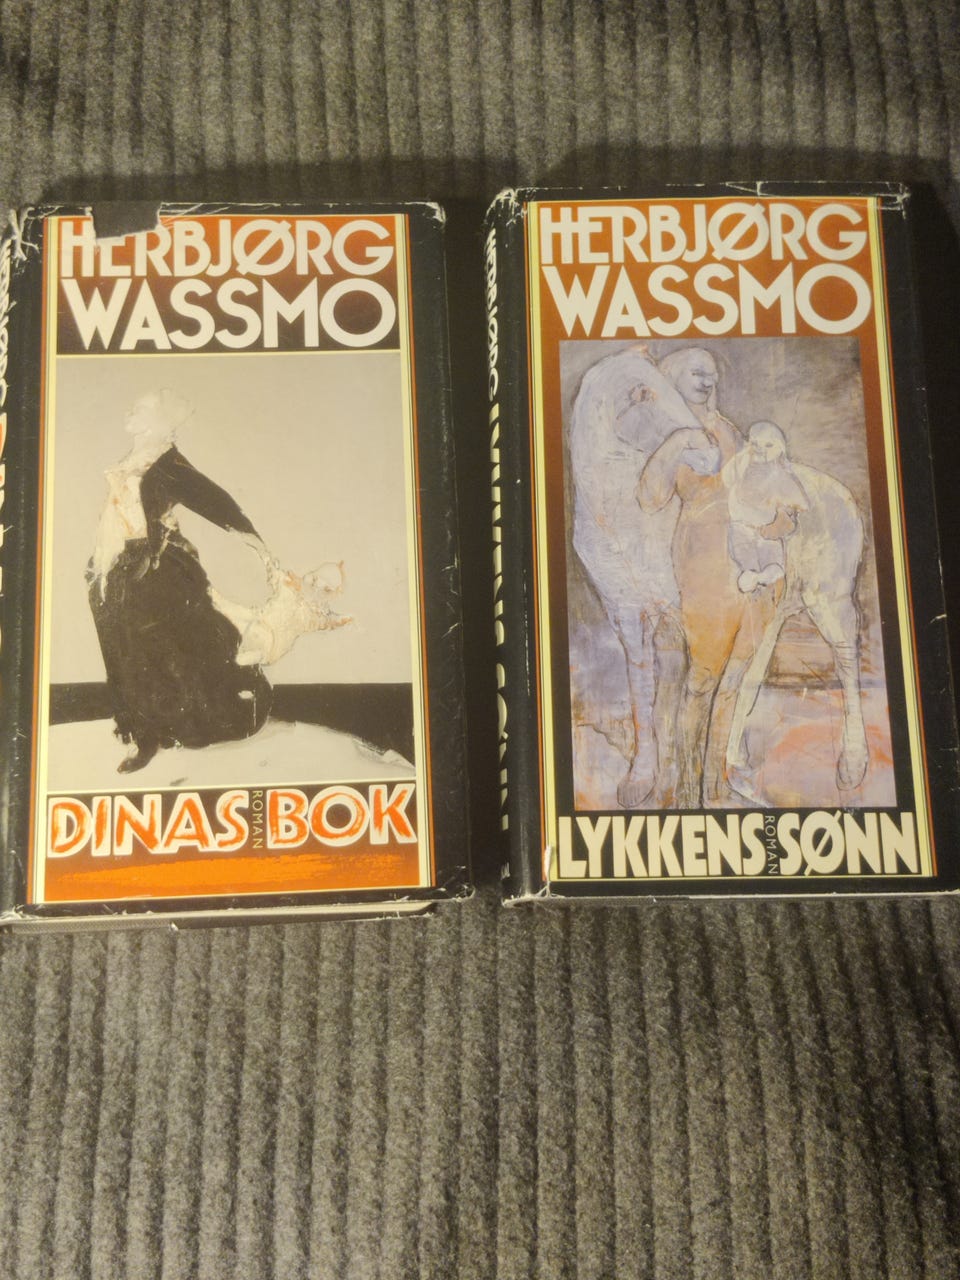 HERBJØRG
WASSMO
DINAS BOK
ROMAN
HERBJØRG
WASSMO
LYKKENS SØNN
ROMAN